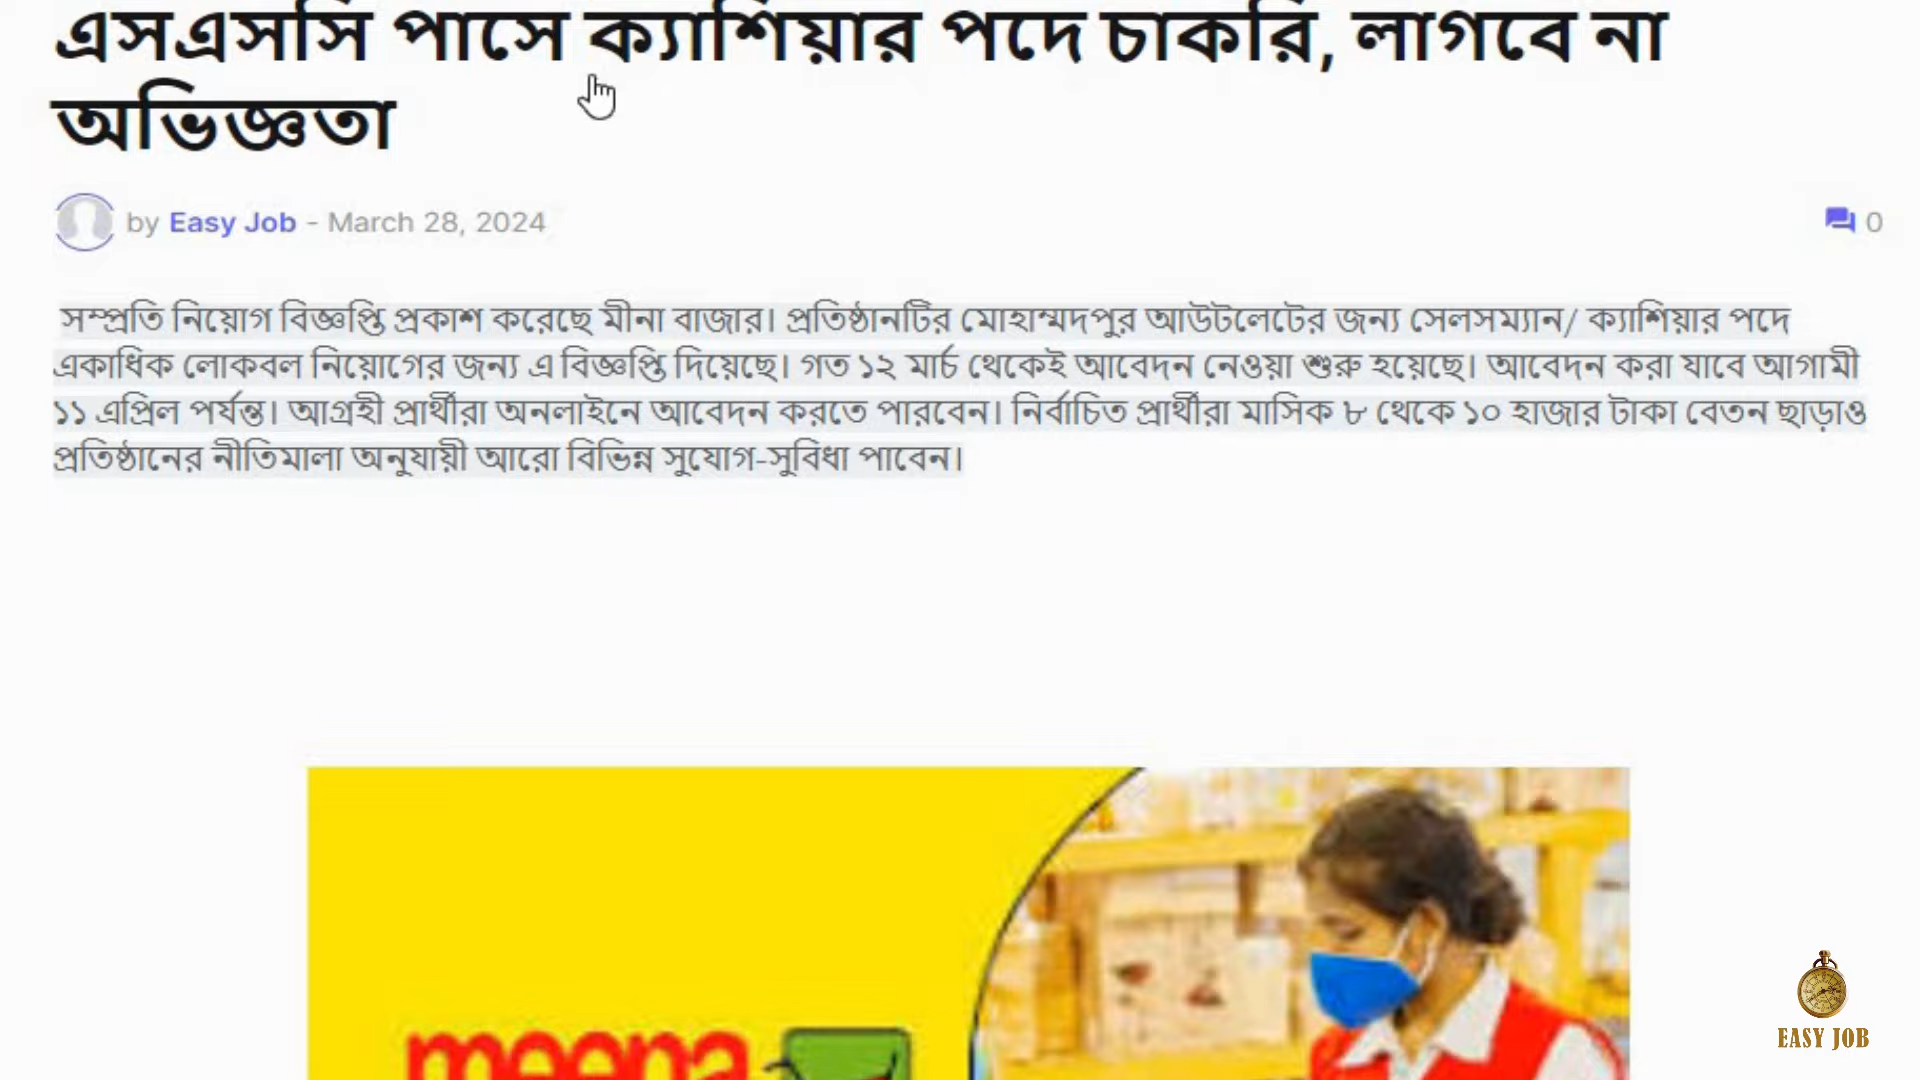 এসএসসি পাসে ক্যাশিয়ার পদে চাকরি, লাগবে না
অভিজ্ঞতা
by Easy Job - March 28, 2024
0
সম্প্রতি নিয়োগ বিজ্ঞপ্তি প্রকাশ করেছে মীনা বাজার। প্রতিষ্ঠানটির মোহাম্মদপুর আউটলেটের জন্য সেলসম্যান/ ক্যাশিয়ার পদে
একাধিক লোকবল নিয়োগের জন্য এ বিজ্ঞপ্তি দিয়েছে। গত ১২ মার্চ থেকেই আবেদন নেওয়া শুরু হয়েছে। আবেদন করা যাবে আগামী
১১ এপ্রিল পর্যন্ত। আগ্রহী প্রার্থীরা অনলাইনে আবেদন করতে পারবেন। নির্বাচিত প্রার্থীরা মাসিক ৮ থেকে ১০ হাজার টাকা বেতন ছাড়াও
প্রতিষ্ঠানের নীতিমালা অনুযায়ী আরো বিভিন্ন সুযোগ-সুবিধা পাবেন।
meena
EASY JOB